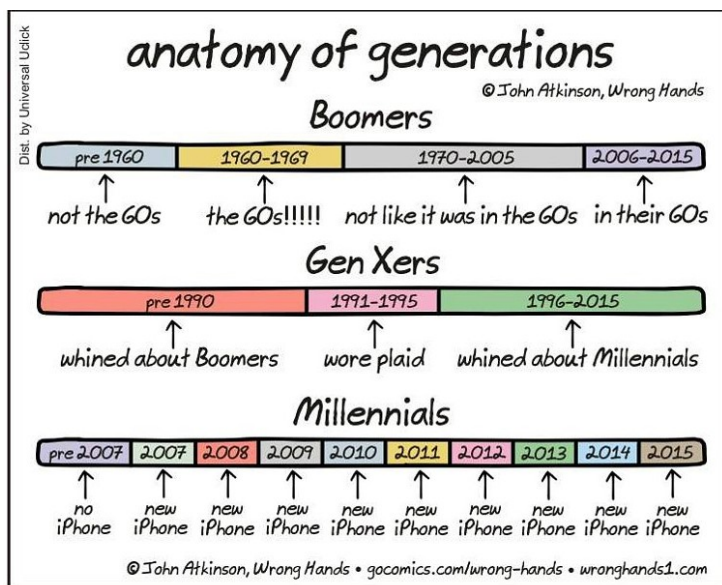 Dist. by Universal Uclick
anatomy of generations
© John Atkinson, Wrong Hands
Boomers
pre 1960 1960-1969 1970-2005 2006-2015
not the 60s the 60s!!!!! not like it was in the 60s in their 60s
Gen Xers
pre 1990 1991-1995 1996-2015
whined about Boomers wore plaid whined about Millennials
Millennials
pre 2007 2007 2008 2009 2010 2011 2012 2013 2014 2015
no new new new new new new new new new
iPhone iPhone iPhone iPhone iPhone iPhone iPhone iPhone iPhone iPhone
© John Atkinson, Wrong Hands • gocomics.com/wrong-hands • wronghands1.com